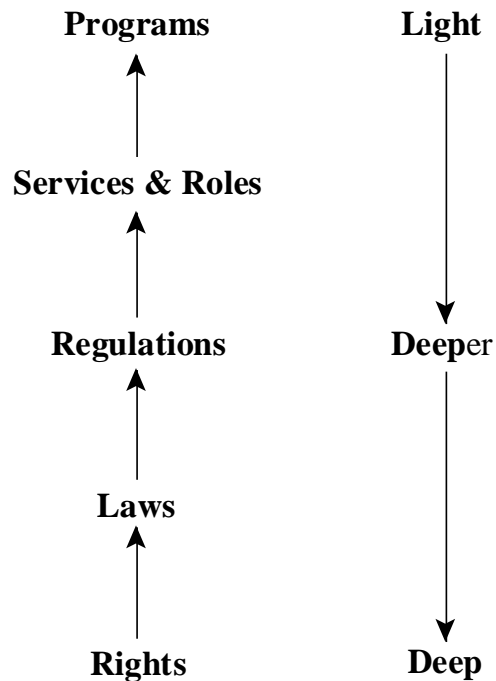 Programs Light
Services & Roles
Regulations Deeper
Laws
Rights Deep